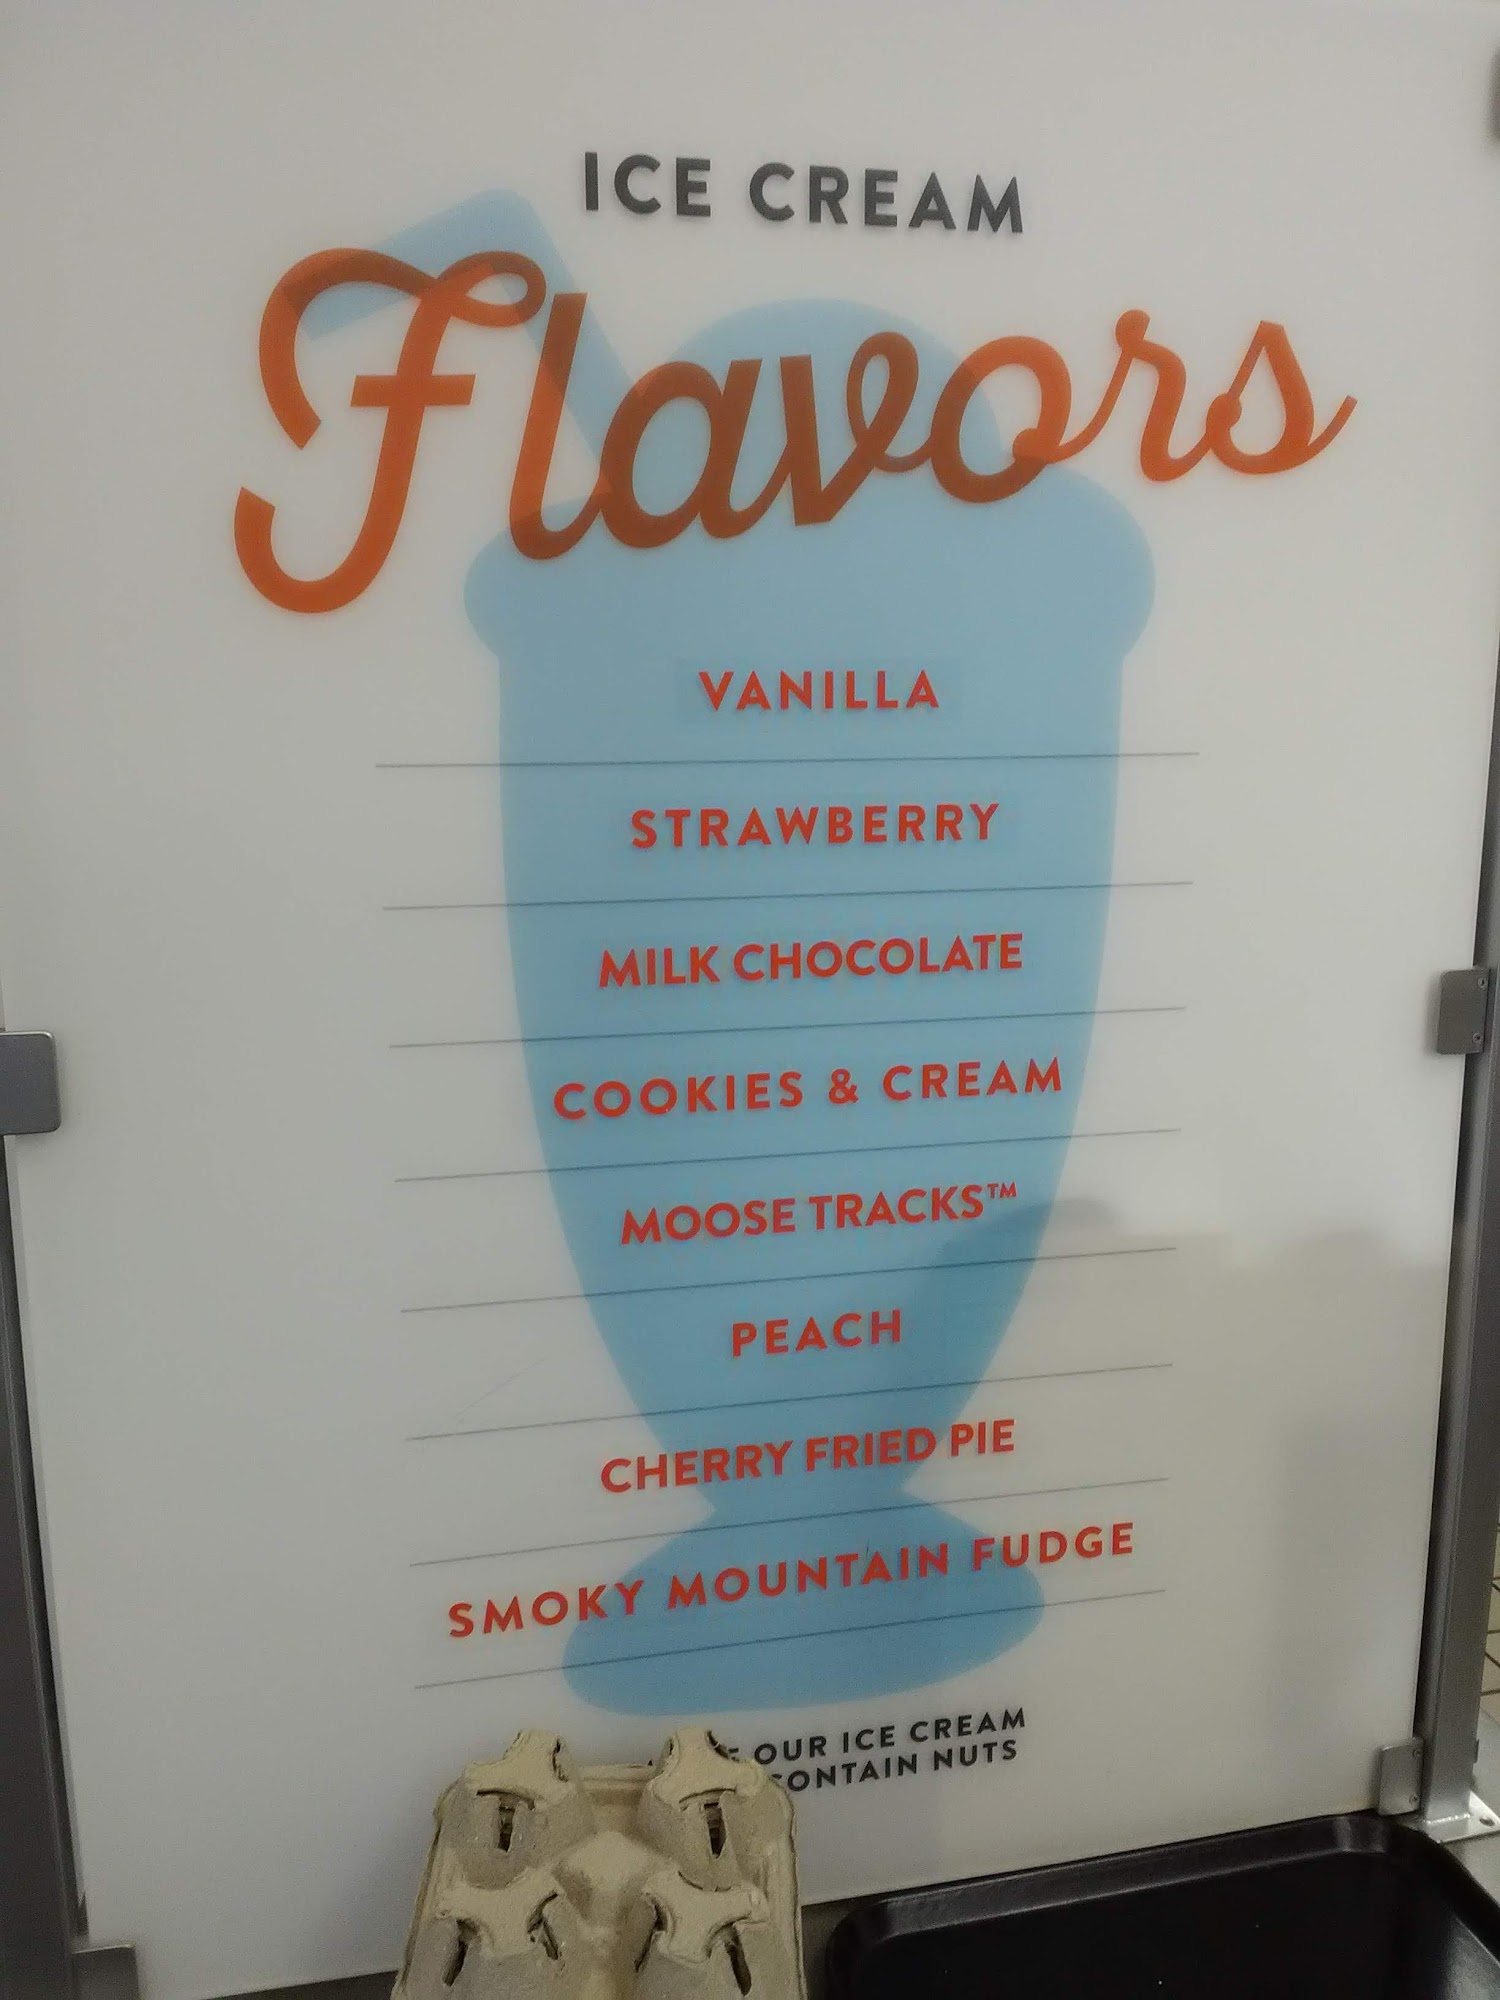 ICE CREAM
Flavors
VANILLA
STRAWBERRY
MILK CHOCOLATE
COOKIES & CREAM
MOOSE TRACKS™
PEACH
CHERRY FRIED PIE
SMOKY MOUNTAIN FUDGE
OUR ICE CREAM
CONTAIN NUTS